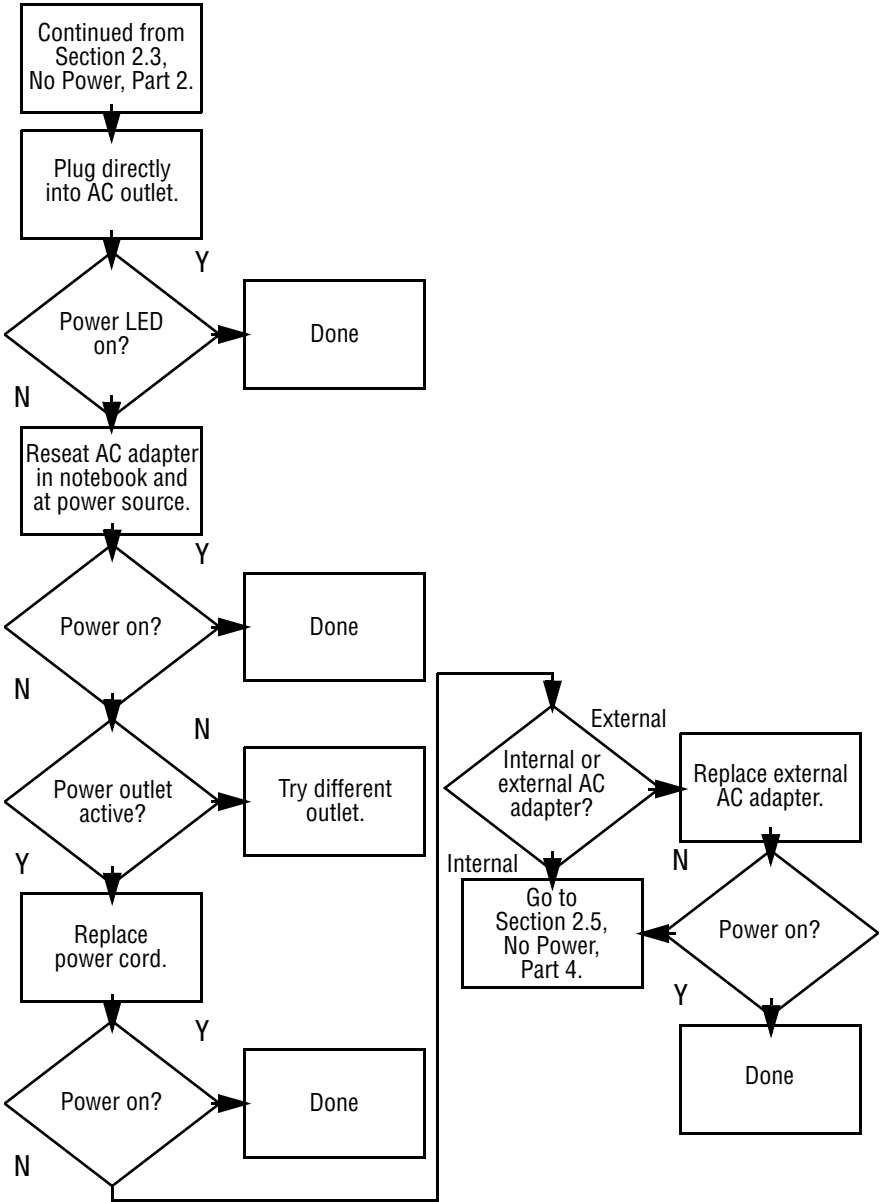 Continued from
Section 2.3,
No Power, Part 2.
Plug directly
into AC outlet.
Y
Power LED
on?
Done
N
Reseat AC adapter
in notebook and
at power source.
Y
Power on?
Done
N
N
Power outlet
active?
Try different
outlet.
Y
Replace
power cord.
Y
Power on?
Done
N
External
Internal or
external AC
adapter?
Replace external
AC adapter.
Internal
N
Go to
Section 2.5,
No Power,
Part 4.
Power on?
Y
Done